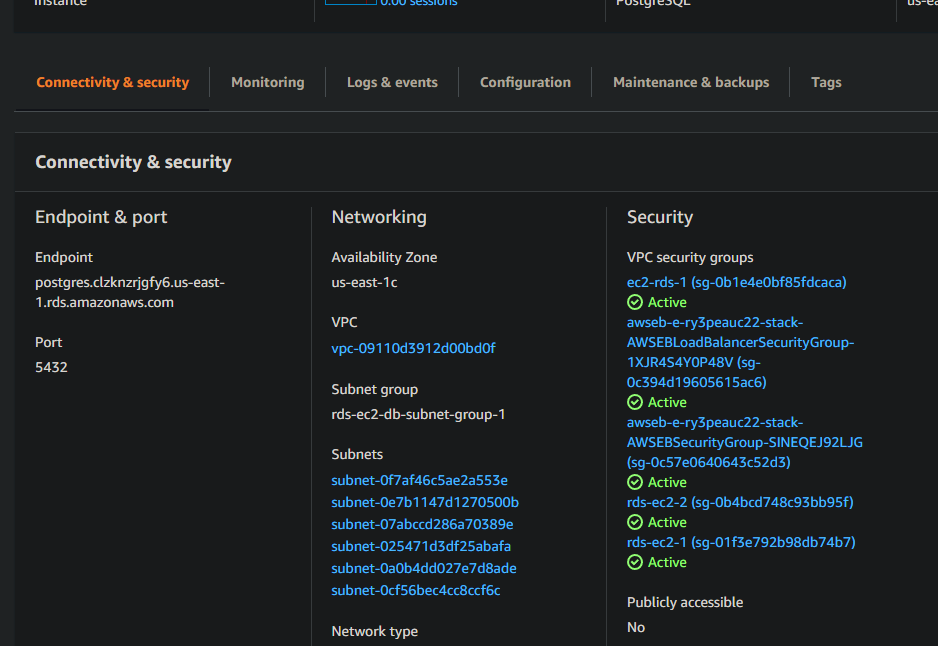 Instance
0.00 sessions
PostgreSQL
us-ea
Connectivity & security
Monitoring
Logs & events
Configuration
Maintenance & backups
Tags
Connectivity & security
Endpoint & port
Endpoint
postgres.clzknzrjgfy6.us-east-
1.rds.amazonaws.com
Port
5432
Networking
Availability Zone
us-east-1c
VPC
vpc-09110d3912d00bd0f
Subnet group
rds-ec2-db-subnet-group-1
Subnets
subnet-0f7af46c5ae2a553e
subnet-0e7b1147d1270500b
subnet-07abccd286a70389e
subnet-025471d3df25abafa
subnet-0a0b4dd027e7d8ade
subnet-0cf56bec4cc8ccf6c
Network type
Security
VPC security groups
ec2-rds-1 (sg-0b1e4e0bf85fdcaca)
Active
awseb-e-ry3peauc22-stack-
AWSEBLoadBalancerSecurityGroup-
1XJR4S4Y0P48V (sg-
0c394d19605615ac6)
Active
awseb-e-ry3peauc22-stack-
AWSEBSecurityGroup-SINEQEJ92LJG
(sg-0c57e0640643c52d3)
Active
rds-ec2-2 (sg-0b4bcd748c93bb95f)
Active
rds-ec2-1 (sg-01f3e792b98db74b7)
Active
Publicly accessible
No